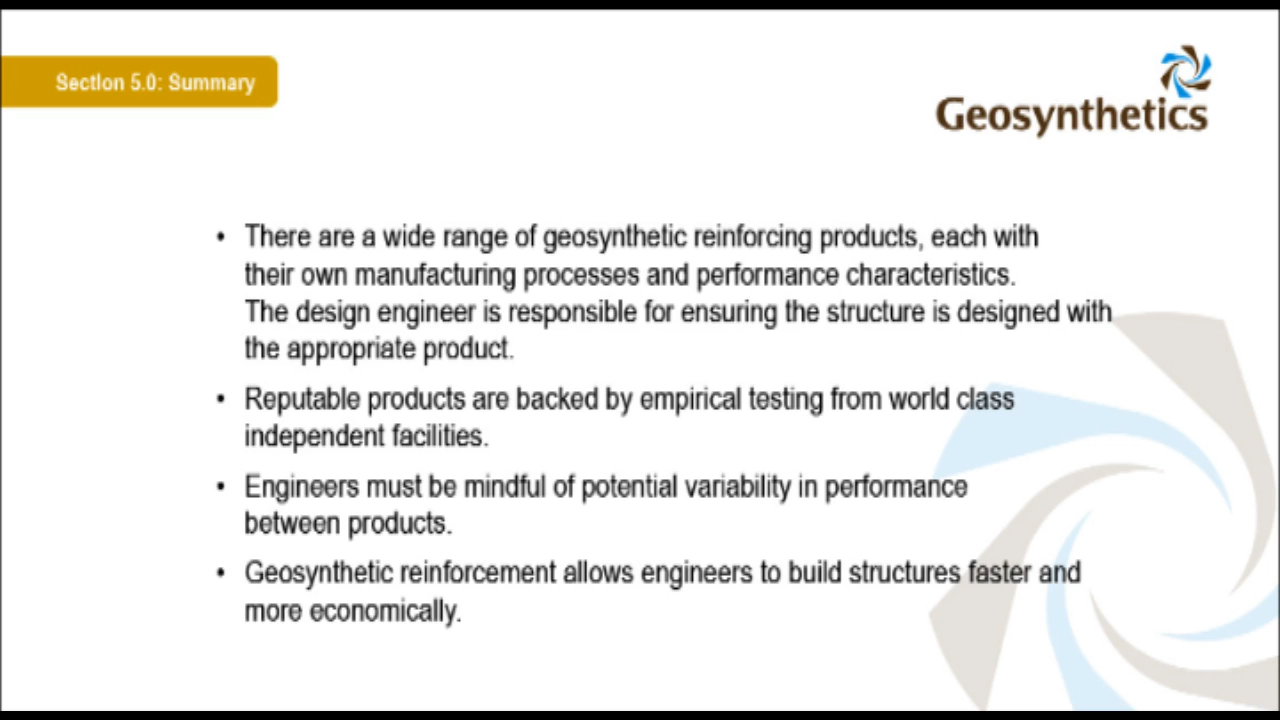 Section 5.0: Summary
Geosynthetics
• There are a wide range of geosynthetic reinforcing products, each with
their own manufacturing processes and performance characteristics.
The design engineer is responsible for ensuring the structure is designed with
the appropriate product.
• Reputable products are backed by empirical testing from world class
independent facilities.
• Engineers must be mindful of potential variability in performance
between products.
• Geosynthetic reinforcement allows engineers to build structures faster and
more economically.